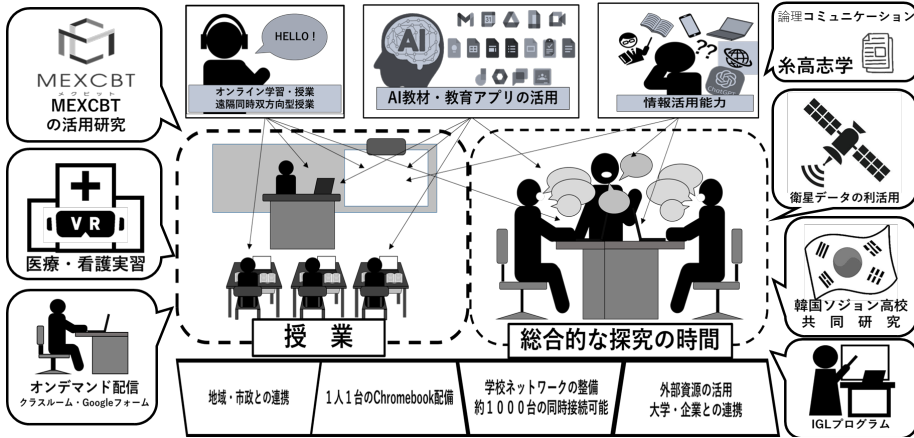 MEXCBT
メクビット
MEXCBT
の活用研究
HELLO！
オンライン学習・授業
遠隔同時双方向型授業
AI
31
AI教材・教育アプリの活用
??
ChatGPT
情報活用能力
論理コミュニケーション
糸高志学
VR
医療・看護実習
衛星データの利活用
韓国ソジョン高校
共同研究
オンデマンド配信
クラスルーム・Googleフォーム
授業
総合的な探究の時間
IGLプログラム
地域・市政との連携
１人１台のChromebook配備
学校ネットワークの整備
約１０００台の同時接続可能
外部資源の活用
大学・企業との連携